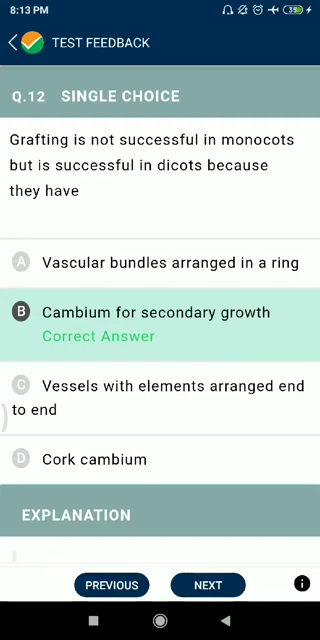 8:13 PM
39
TEST FEEDBACK
Q.12 SINGLE CHOICE
Grafting is not successful in monocots
but is successful in dicots because
they have
A Vascular bundles arranged in a ring
B Cambium for secondary growth
Correct Answer
C Vessels with elements arranged end
to end
D Cork cambium
EXPLANATION
PREVIOUS NEXT